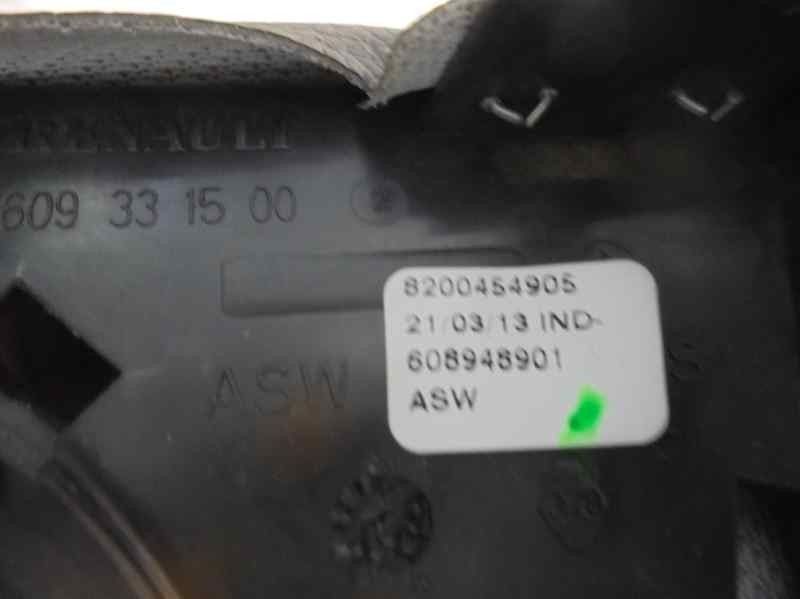 RENAULT
609 33 15 00
8200454905
21/03/13 IND-
608948901
ASW
ASW